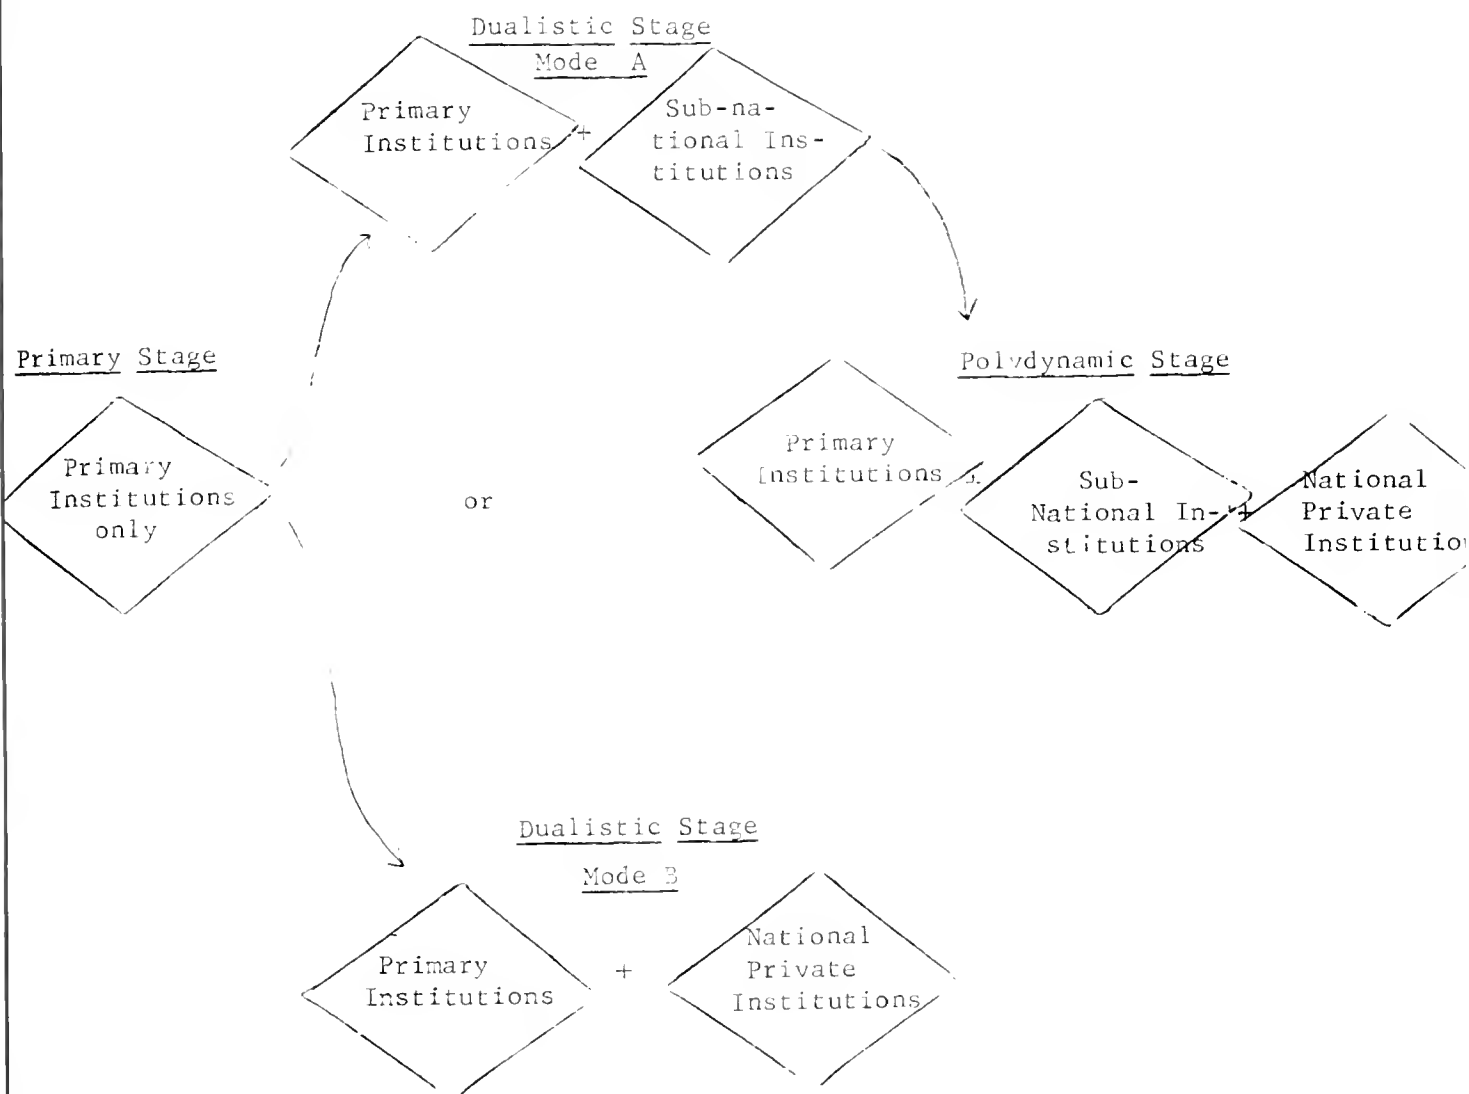 Dualistic Stage
Mode A
Primary
Institutions
+
Sub-na-
tional Ins-
titutions
Primary Stage
Primary
Institutions
only
or
Polydynamic Stage
Primary
Institutions
Sub-
National In-
stitutions
+
National
Private
Institutio
Dualistic Stage
Mode B
Primary
Institutions
+
National
Private
Institutions